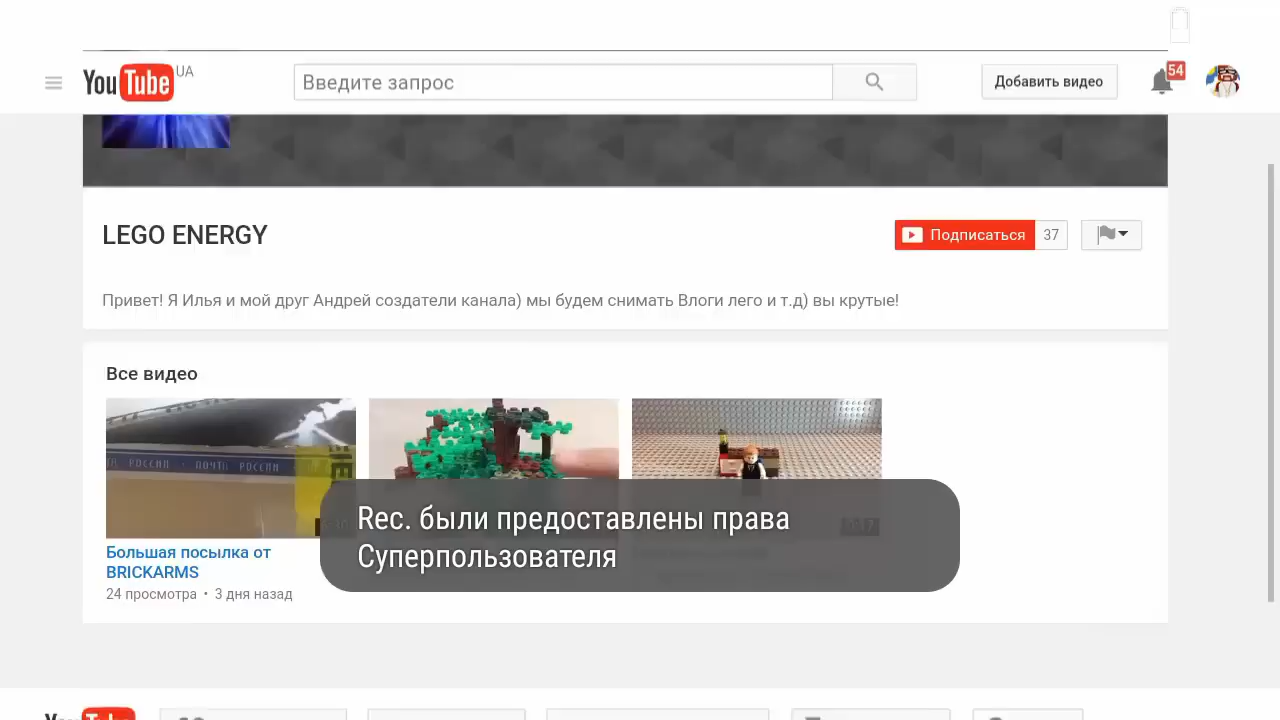 YouTube UA
Введите запрос
Добавить видео
54
LEGO ENERGY
Подписаться
37
Привет! Я Илья и мой друг Андрей создатели канала) мы будем снимать Влоги лего и т.д) вы крутые!
Все видео
РОССИИ · ПОЧТА РОССИИ
Rec. были предоставлены права
Суперпользователя
Большая посылка от
BRICKARMS
24 просмотра • 3 дня назад